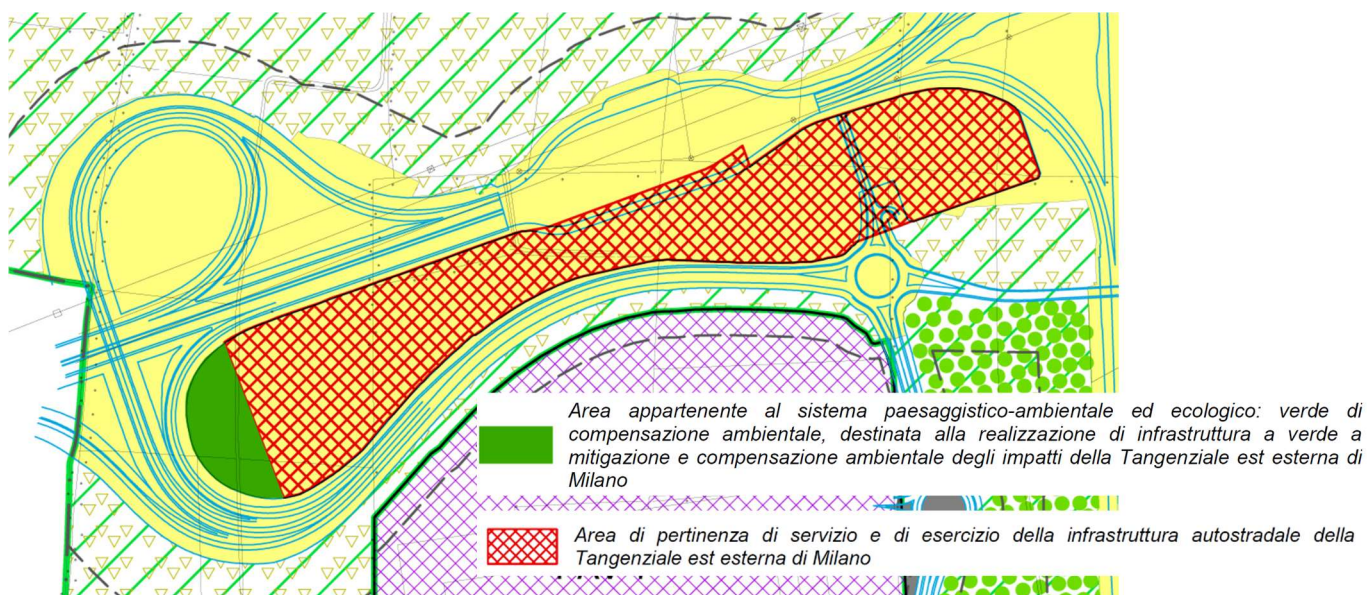 Area appartenente al sistema paesaggistico-ambientale ed ecologico: verde di
compensazione ambientale, destinata alla realizzazione di infrastruttura a verde a
mitigazione e compensazione ambientale degli impatti della Tangenziale est esterna di
Milano
Area di pertinenza di servizio e di esercizio della infrastruttura autostradale della
Tangenziale est esterna di Milano